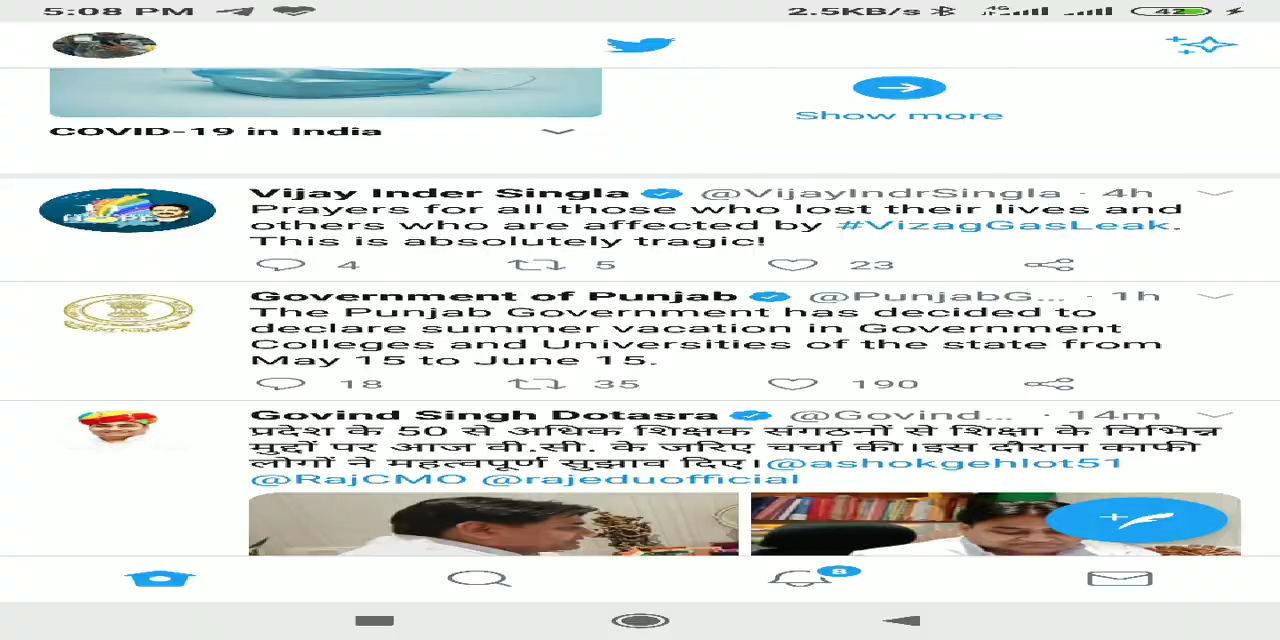 5:08 PM 2.5KB/s 4G 42
Show more
COVID-19 in India
Vijay Inder Singla @VijayIndrSingla · 4h
Prayers for all those who lost their lives and
others who are affected by #VizagGasLeak.
This is absolutely tragic!
4 5 23
Government of Punjab @PunjabG... · 1h
The Punjab Government has decided to
declare summer vacation in Government
Colleges and Universities of the state from
May 15 to June 15.
18 35 190
Govind Singh Dotasra @Govind... · 14m
प्रदेश के 50 से अधिक शिक्षक संगठनों से शिक्षा के विभिन्न
मुद्दों पर आज वी.सी. के जरिए चर्चा की।इस दौरान काफी
लोगों ने महत्वपूर्ण सुझाव दिए।@ashokgehlot51
@RajCMO @rajeduofficial
8